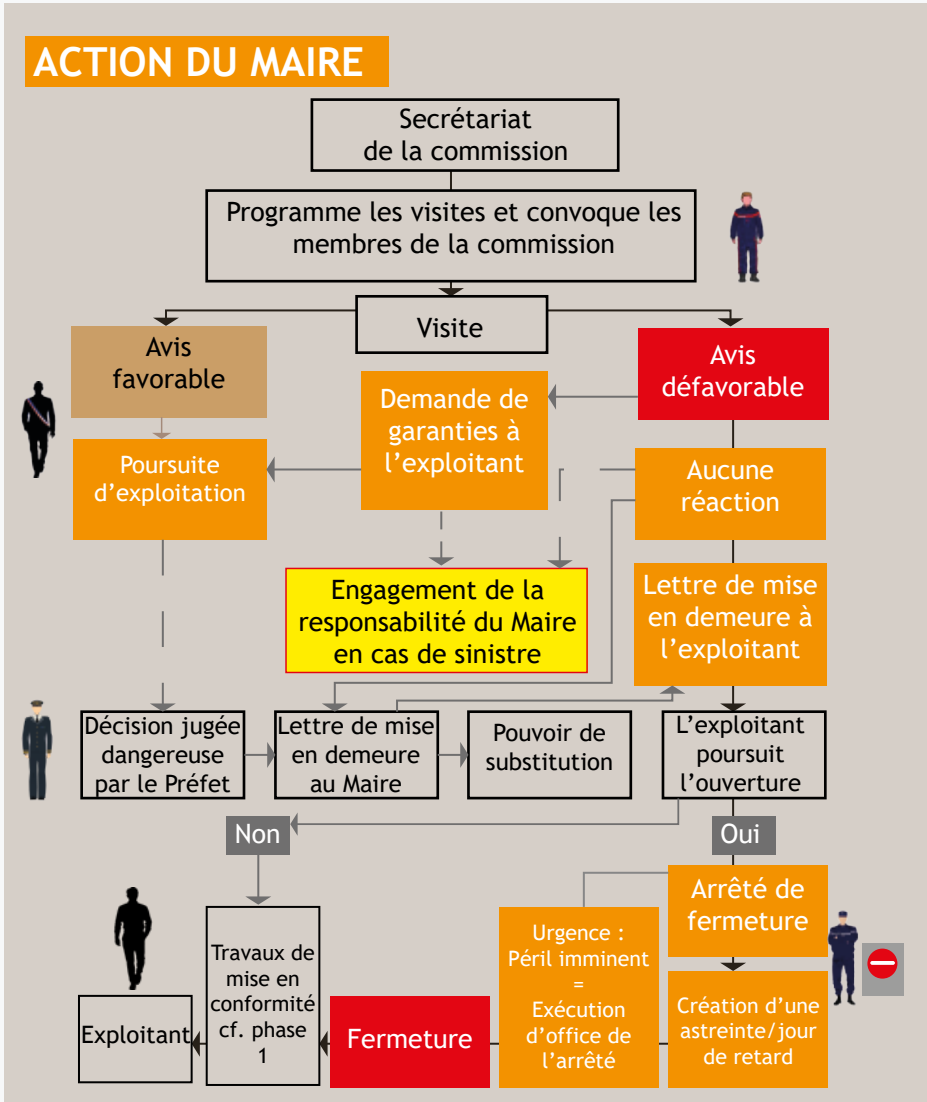 ACTION DU MAIRE
Secrétariat
de la commission
Programme les visites et convoque les
membres de la commission
Visite
Avis
favorable
Avis
défavorable
Demande de
garanties à
l'exploitant
Poursuite
d'exploitation
Aucune
réaction
Engagement de la
responsabilité du Maire
en cas de sinistre
Lettre de mise
en demeure à
l'exploitant
Décision jugée
dangereuse
par le Préfet
Lettre de mise
en demeure
au Maire
Pouvoir de
substitution
L'exploitant
poursuit
l'ouverture
Non
Oui
Arrêté de
fermeture
Urgence :
Péril imminent
=
Exécution
d'office de
l'arrêté
Création d'une
astreinte/jour
de retard
Fermeture
Travaux de
mise en
conformité
cf. phase
1
Exploitant